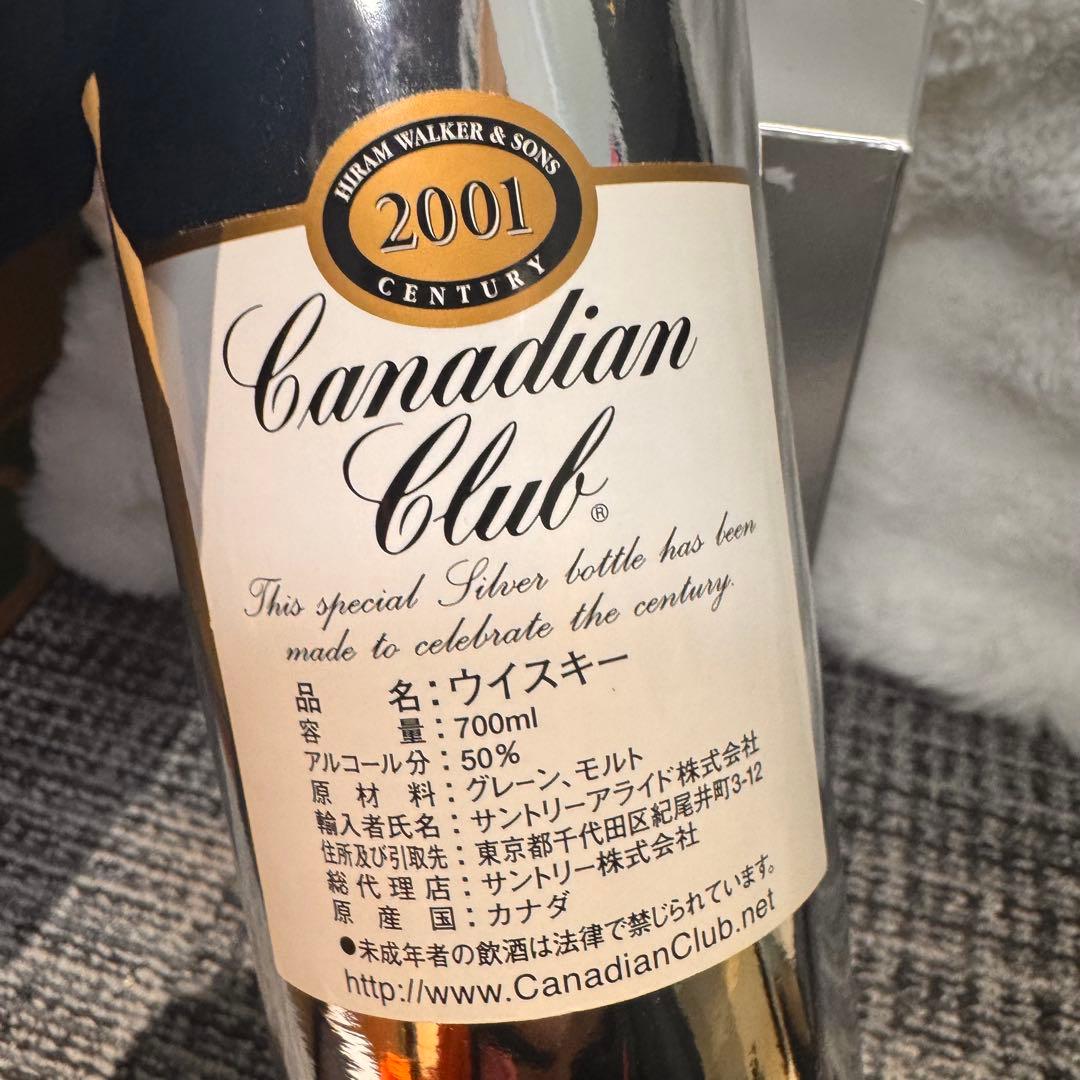 HIRAM WALKER & SONS
2001
CENTURY
Canadian
Club®
This special Silver bottle has been
made to celebrate the century.
品名：ウイスキー
容量：700ml
アルコール分：50%
原材料：グレーン、モルト
輸入者氏名：サントリーアライド株式会社
住所及び引取先：東京都千代田区紀尾井町3-12
総代理店：サントリー株式会社
原産国：カナダ
●未成年者の飲酒は法律で禁じられています。
http://www.CanadianClub.net